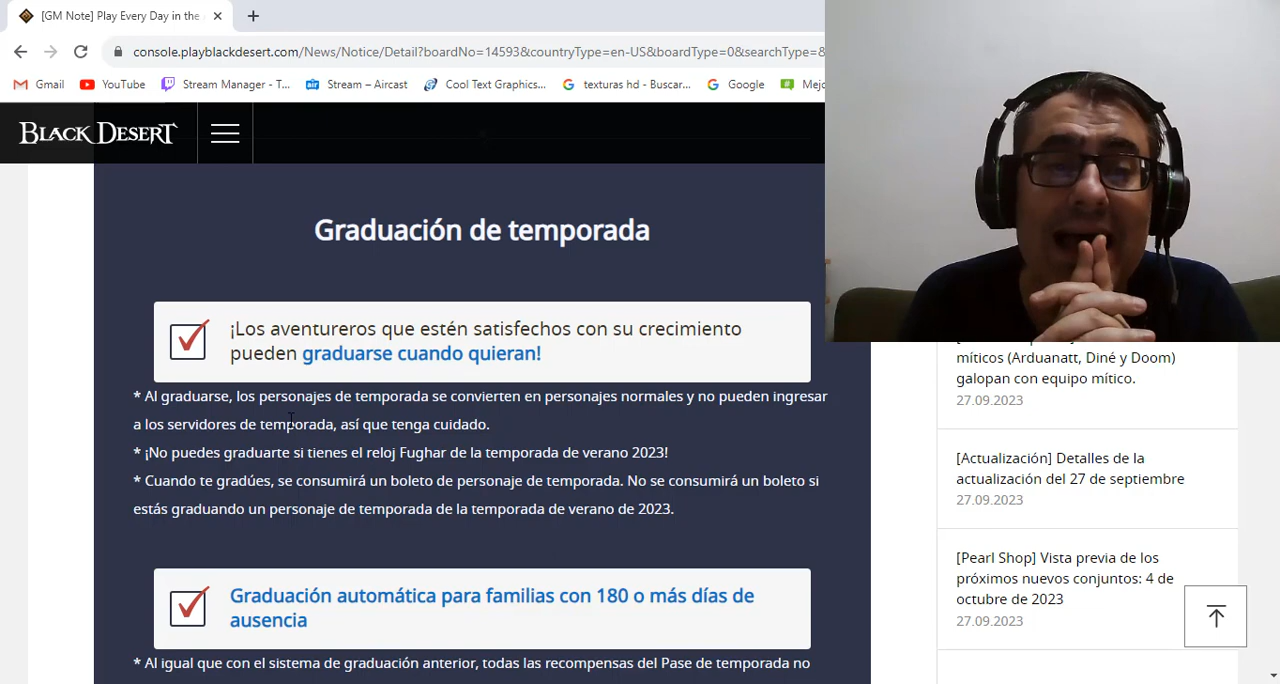 [GM Note] Play Every Day in the
console.playblackdesert.com/News/Notice/Detail?boardNo=14593&countryType=en-US&boardType=0&searchType=&
Gmail YouTube Stream Manager - T... Stream – Aircast Cool Text Graphics... texturas hd - Buscar... Google Mejo
BLACK DESERT
Graduación de temporada
¡Los aventureros que estén satisfechos con su crecimiento
pueden graduarse cuando quieran!
* Al graduarse, los personajes de temporada se convierten en personajes normales y no pueden ingresar
a los servidores de temporada, así que tenga cuidado.
* ¡No puedes graduarte si tienes el reloj Fughar de la temporada de verano 2023!
* Cuando te gradúes, se consumirá un boleto de personaje de temporada. No se consumirá un boleto si
estás graduando un personaje de temporada de la temporada de verano de 2023.
Graduación automática para familias con 180 o más días de
ausencia
* Al igual que con el sistema de graduación anterior, todas las recompensas del Pase de temporada no
míticos (Arduanatt, Diné y Doom)
galopan con equipo mítico.
27.09.2023
[Actualización] Detalles de la
actualización del 27 de septiembre
27.09.2023
[Pearl Shop] Vista previa de los
próximos nuevos conjuntos: 4 de
octubre de 2023
27.09.2023